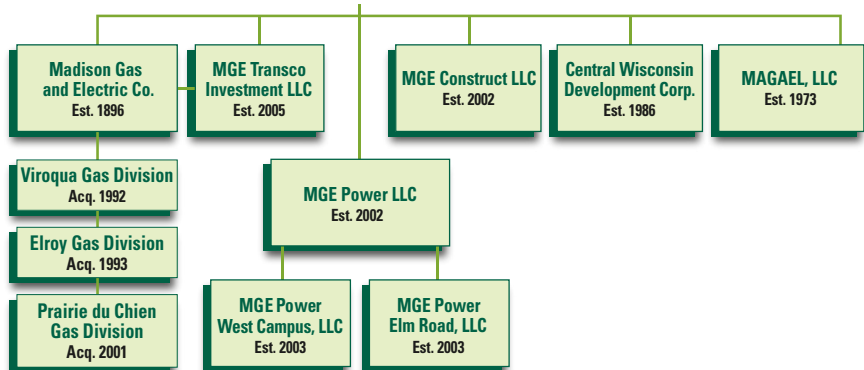 Madison Gas
and Electric Co.
Est. 1896
MGE Transco
Investment LLC
Est. 2005
MGE Construct LLC
Est. 2002
Central Wisconsin
Development Corp.
Est. 1986
MAGAEL, LLC
Est. 1973
Viroqua Gas Division
Acq. 1992
MGE Power LLC
Est. 2002
Elroy Gas Division
Acq. 1993
Prairie du Chien
Gas Division
Acq. 2001
MGE Power
West Campus, LLC
Est. 2003
MGE Power
Elm Road, LLC
Est. 2003